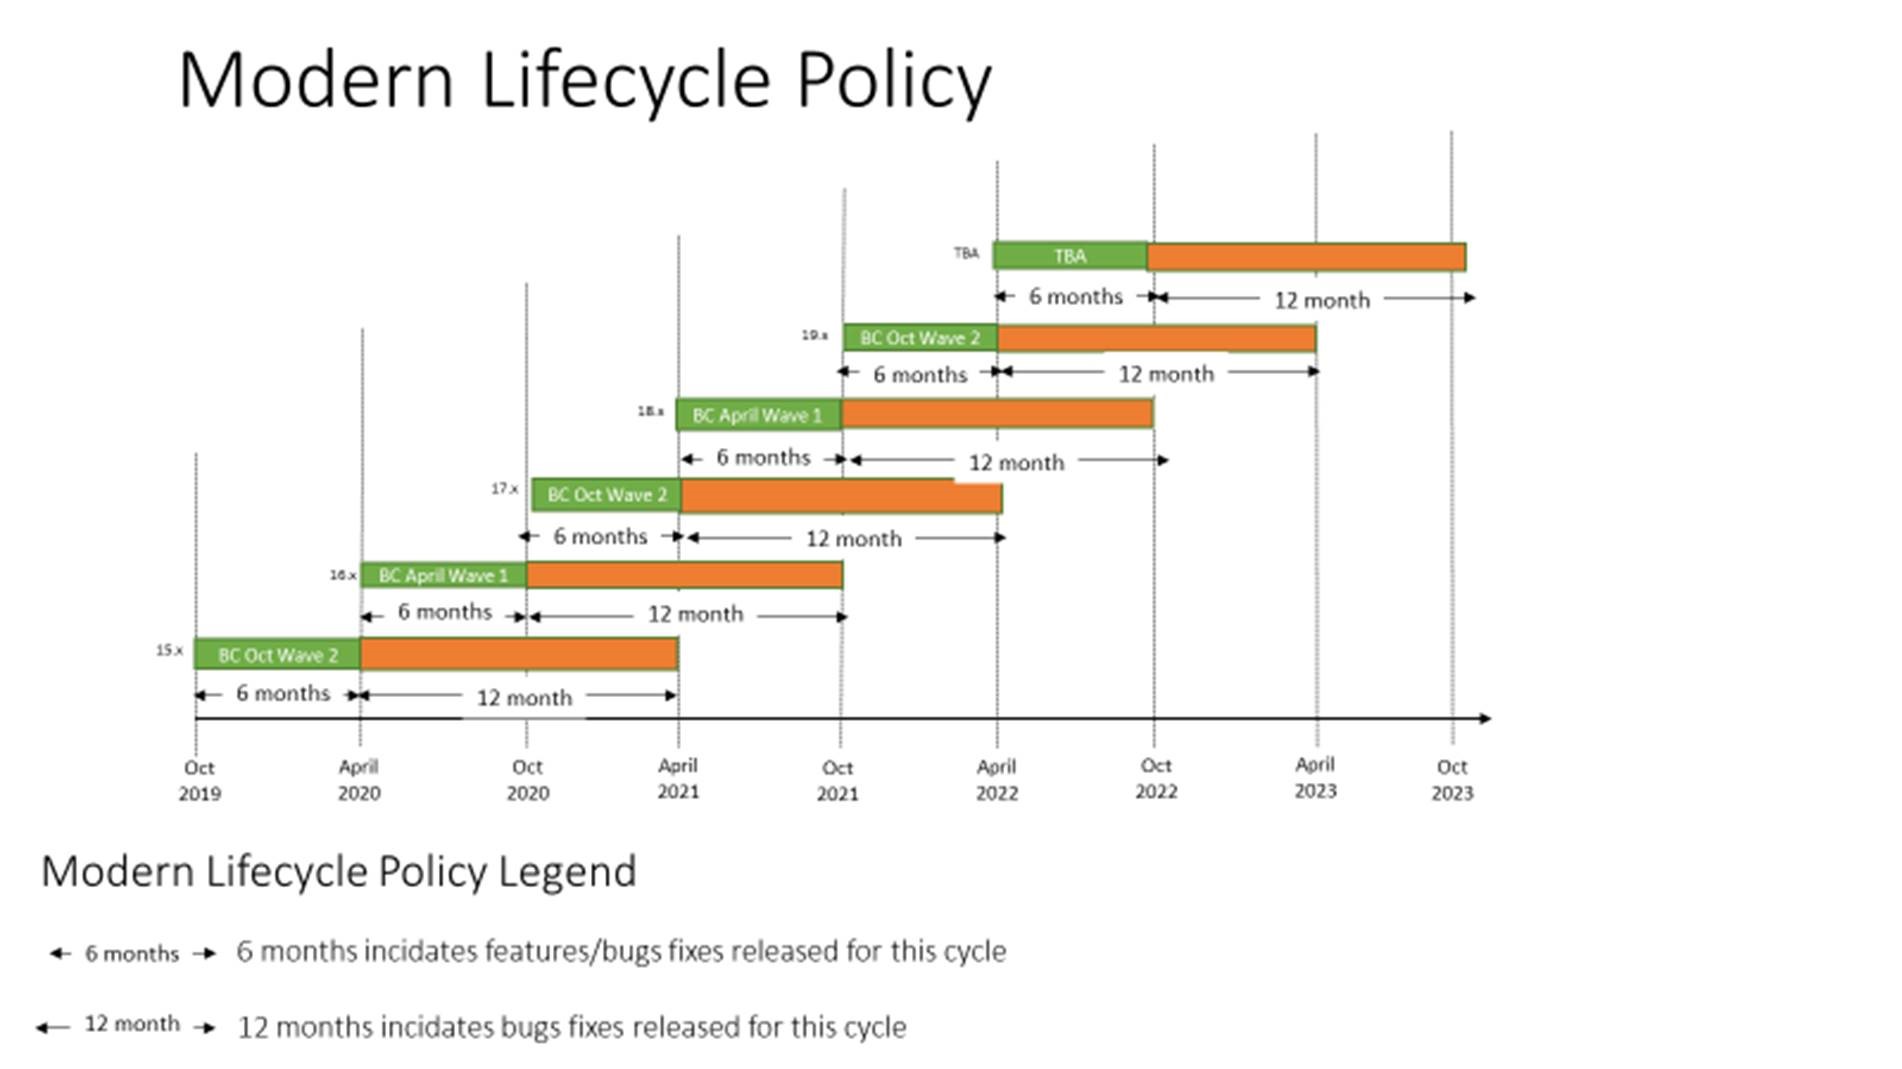 Modern Lifecycle Policy
TBA TBA
6 months 12 month
19.x BC Oct Wave 2
6 months 12 month
18.x BC April Wave 1
6 months 12 month
17.x BC Oct Wave 2
6 months 12 month
16.x BC April Wave 1
6 months 12 month
15.x BC Oct Wave 2
6 months 12 month
Oct April Oct April Oct April Oct April Oct
2019 2020 2020 2021 2021 2022 2022 2023 2023
Modern Lifecycle Policy Legend
6 months 6 months incidates features/bugs fixes released for this cycle
12 month 12 months incidates bugs fixes released for this cycle